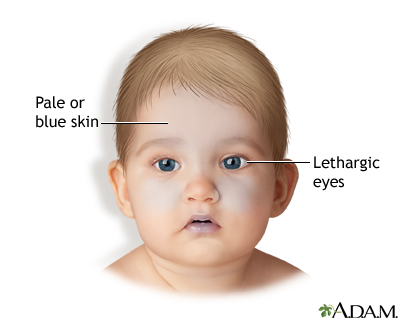 Pale or
blue skin
Lethargic
eyes
A.D.A.M.